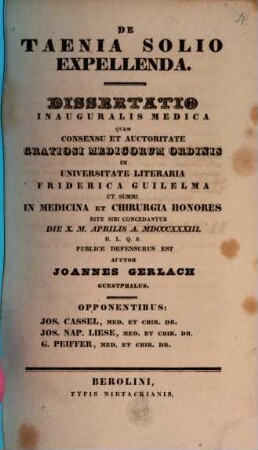 DE
TAENIA SOLIO
EXPELLENDA.
DISSERTATIO
INAUGURALIS MEDICA
QUAM
CONSENSU ET AUCTORITATE
GRATIOSI MEDICORUM ORDINIS
IN
UNIVERSITATE LITERARIA
FRIDERICA GUILELMA
UT SUMMI
IN MEDICINA ET CHIRURGIA HONORES
RITE SIBI CONCEDANTUR
DIE X. M. APRILIS A. MDCCCXXXIII.
H. L. Q. S.
PUBLICE DEFENSURUS EST
AUCTOR
JOANNES GERLACH
GUESTPHALUS.
OPPONENTIBUS:
JOS. CASSEL, MED. ET CHIR. DR.
JOS. NAP. LIESE, MED. ET CHIR. DR.
G. PEIFFER, MED. ET CHIR. DR.
BEROLINI,
TYPIS NIETACKIANIS.